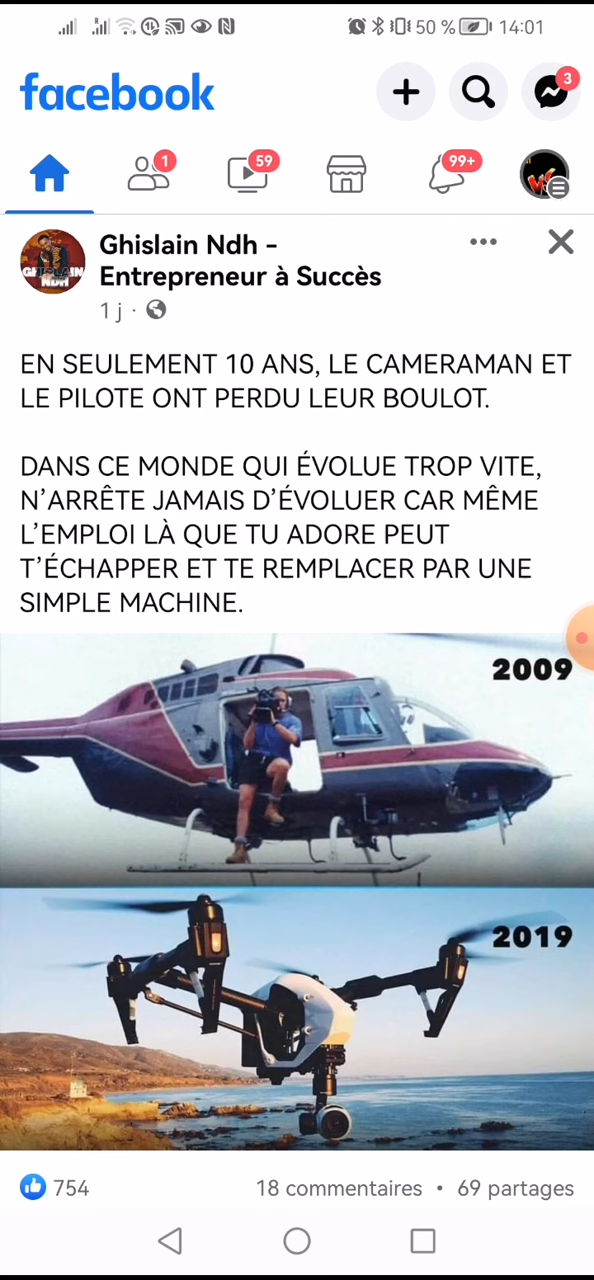 50 % 14:01
facebook
3
1
59
99+
Ghislain Ndh -
Entrepreneur à Succès
1 j ·
GHISLAIN
NDH
EN SEULEMENT 10 ANS, LE CAMERAMAN ET
LE PILOTE ONT PERDU LEUR BOULOT.
DANS CE MONDE QUI ÉVOLUE TROP VITE,
N'ARRÊTE JAMAIS D'ÉVOLUER CAR MÊME
L'EMPLOI LÀ QUE TU ADORE PEUT
T'ÉCHAPPER ET TE REMPLACER PAR UNE
SIMPLE MACHINE.
2009
2019
754
18 commentaires • 69 partages